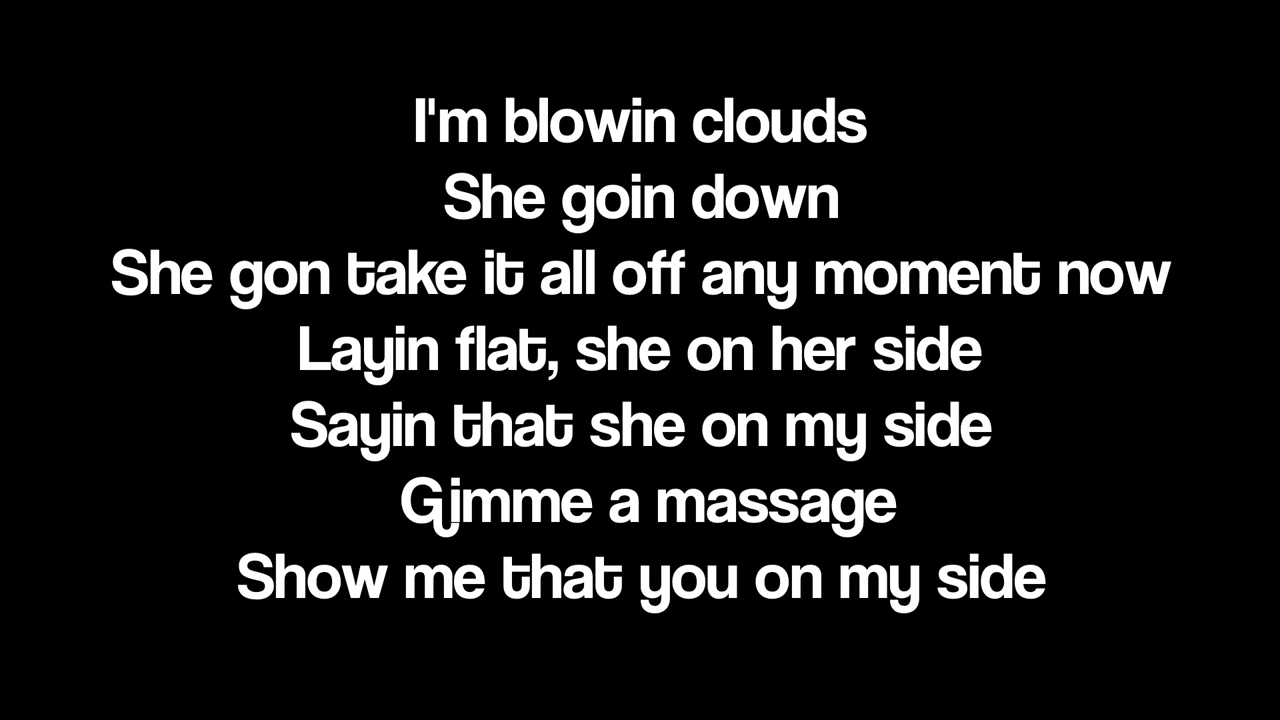 I'm blowin clouds
She goin down
She gon take it all off any moment now
Layin flat, she on her side
Sayin that she on my side
Gimme a massage
Show me that you on my side